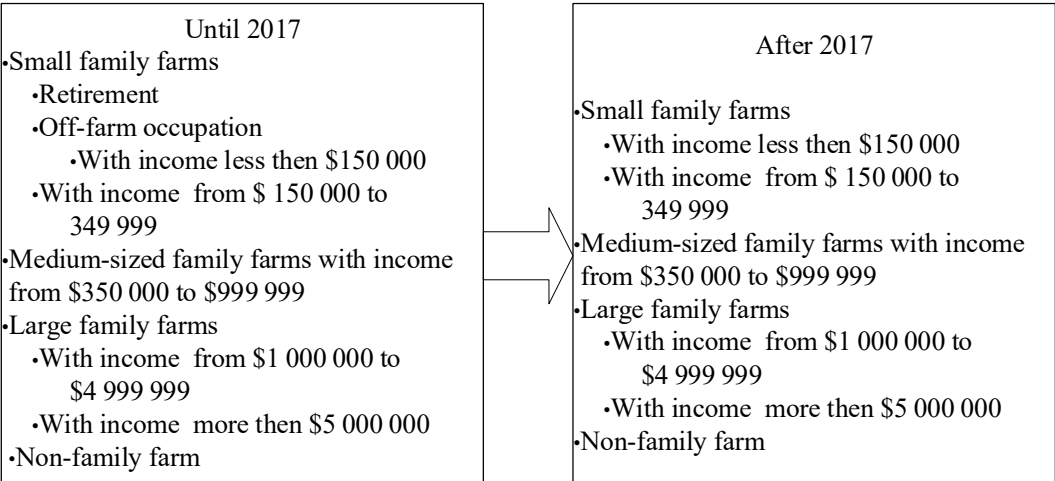 Until 2017
•Small family farms
•Retirement
•Off-farm occupation
•With income less then $150 000
•With income from $ 150 000 to
349 999
•Medium-sized family farms with income
from $350 000 to $999 999
•Large family farms
•With income from $1 000 000 to
$4 999 999
•With income more then $5 000 000
•Non-family farm
After 2017
•Small family farms
•With income less then $150 000
•With income from $ 150 000 to
349 999
•Medium-sized family farms with income
from $350 000 to $999 999
•Large family farms
•With income from $1 000 000 to
$4 999 999
•With income more then $5 000 000
•Non-family farm